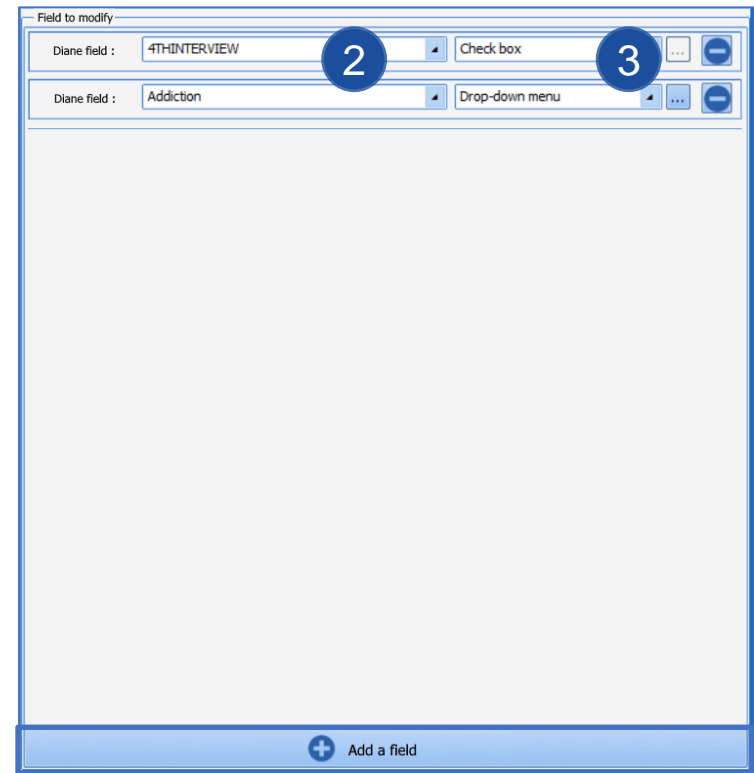 Field to modify
Diane field : 4THINTERVIEW 2 Check box 3 ...
Diane field : Addiction Drop-down menu ...
Add a field